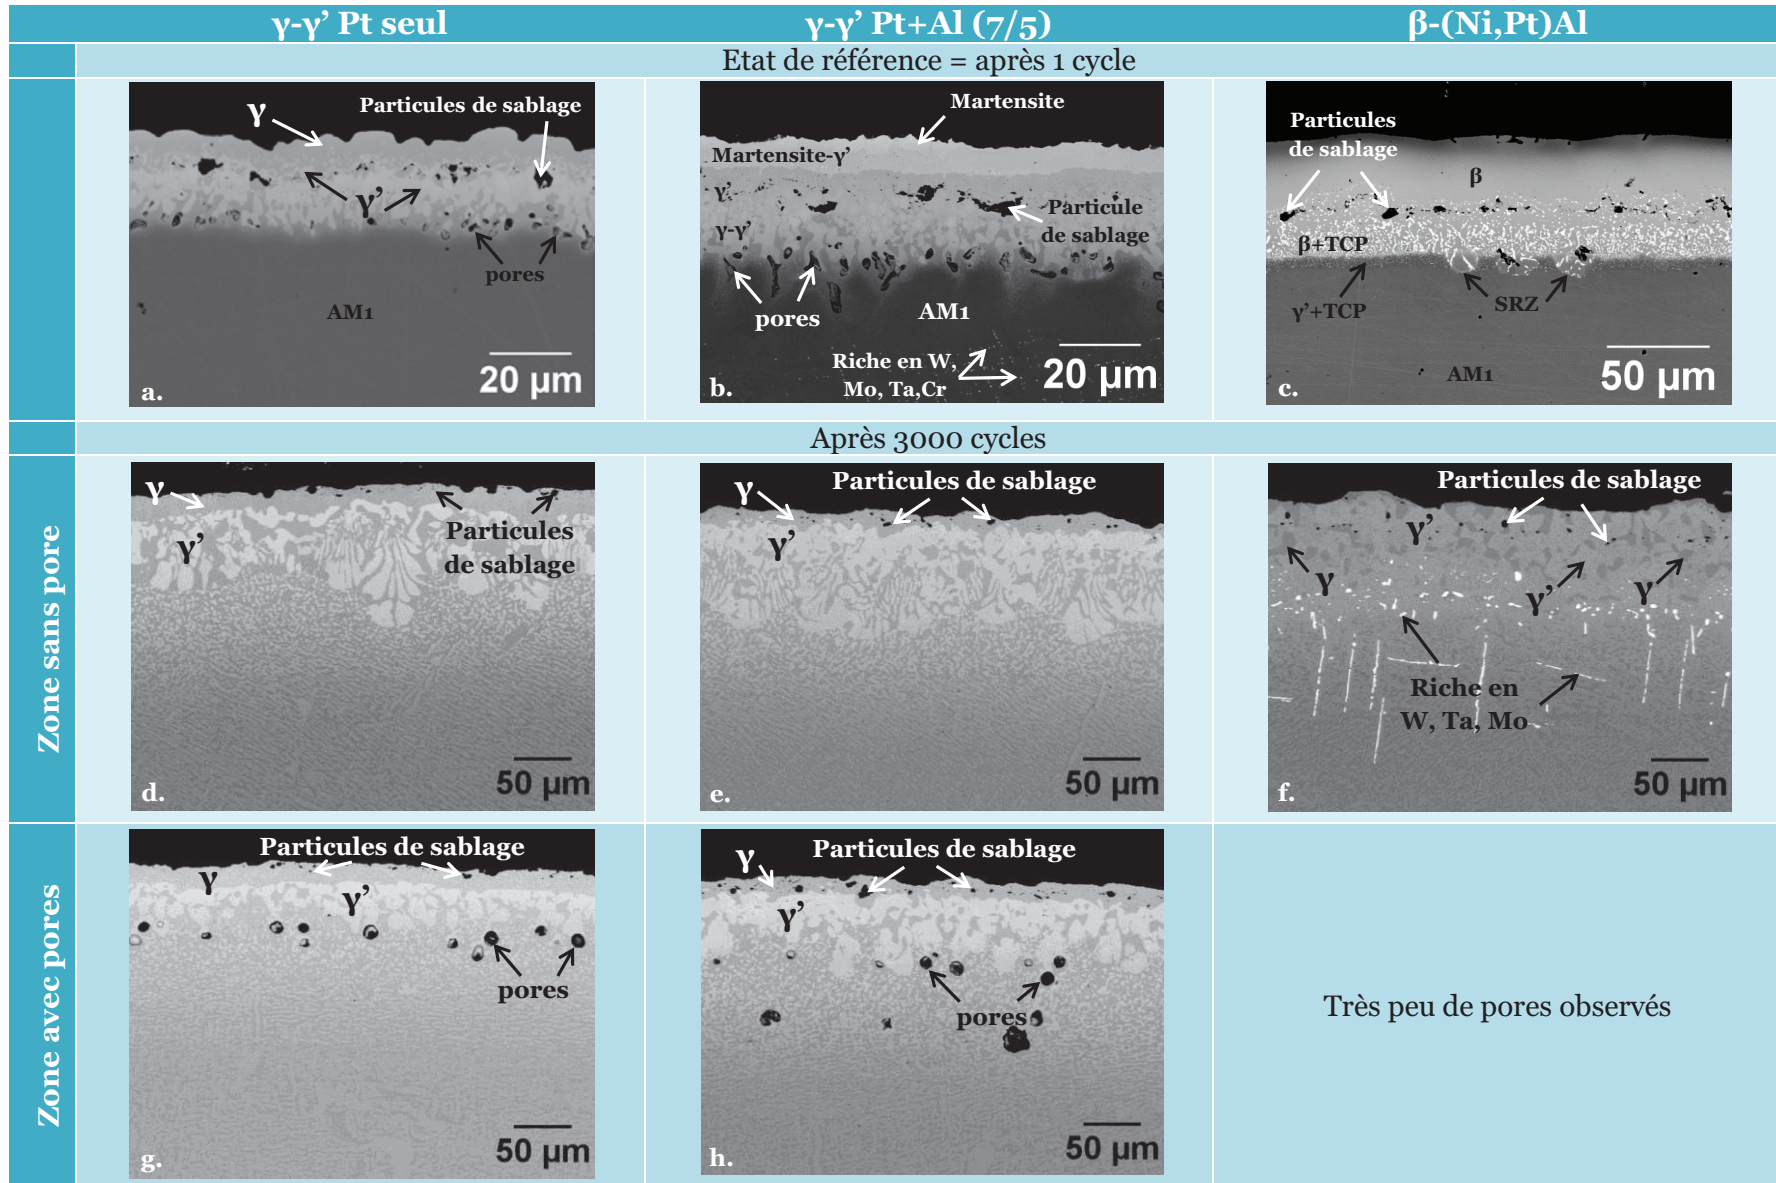 γ-γ’ Pt seul
γ-γ’ Pt+Al (7/5)
β-(Ni,Pt)Al
Etat de référence = après 1 cycle
γ
Particules de sablage
γ’
pores
AM1
20 µm
a.
Martensite
Martensite-γ’
γ’
Particule
de sablage
γ-γ’
pores
AM1
Riche en W,
Mo, Ta,Cr
20 µm
b.
Particules
de sablage
β
β+TCP
γ’+TCP
SRZ
AM1
50 µm
c.
Après 3000 cycles
Zone sans pore
γ
γ’
Particules
de sablage
50 µm
d.
γ
Particules de sablage
γ’
50 µm
e.
Particules de sablage
γ’
γ
γ’
γ
Riche en
W, Ta, Mo
50 µm
f.
Zone avec pores
Particules de sablage
γ
γ’
pores
50 µm
g.
γ
Particules de sablage
γ’
pores
50 µm
h.
Très peu de pores observés